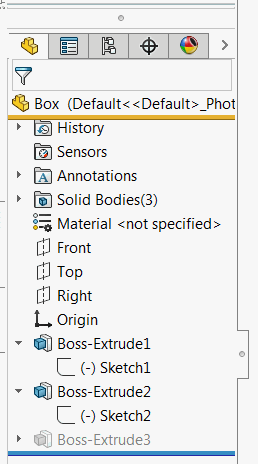 Box (Default<<Default>_Phot
History
Sensors
Annotations
Solid Bodies(3)
Material <not specified>
Front
Top
Right
Origin
Boss-Extrude1
(-) Sketch1
Boss-Extrude2
(-) Sketch2
Boss-Extrude3